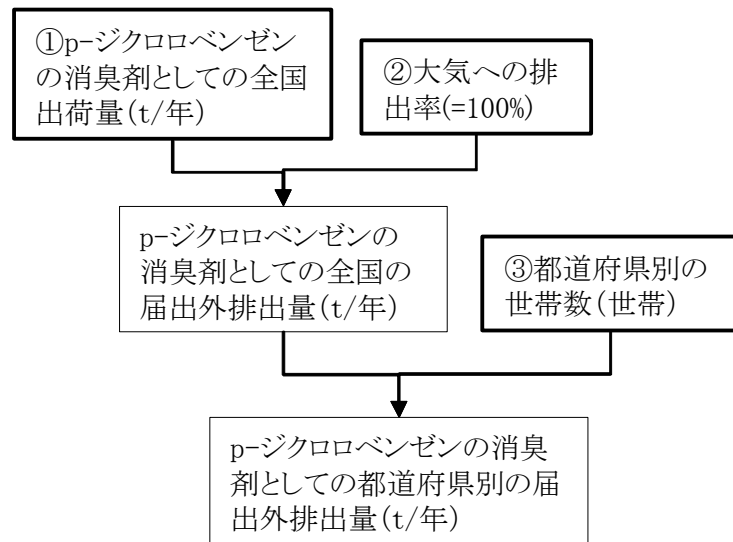 ①p-ジクロロベンゼン
の消臭剤としての全国
出荷量(t/年)
②大気への排
出率(=100%)
p-ジクロロベンゼンの
消臭剤としての全国の
届出外排出量(t/年)
③都道府県別の
世帯数(世帯)
p-ジクロロベンゼンの消臭
剤としての都道府県別の届
出外排出量(t/年)